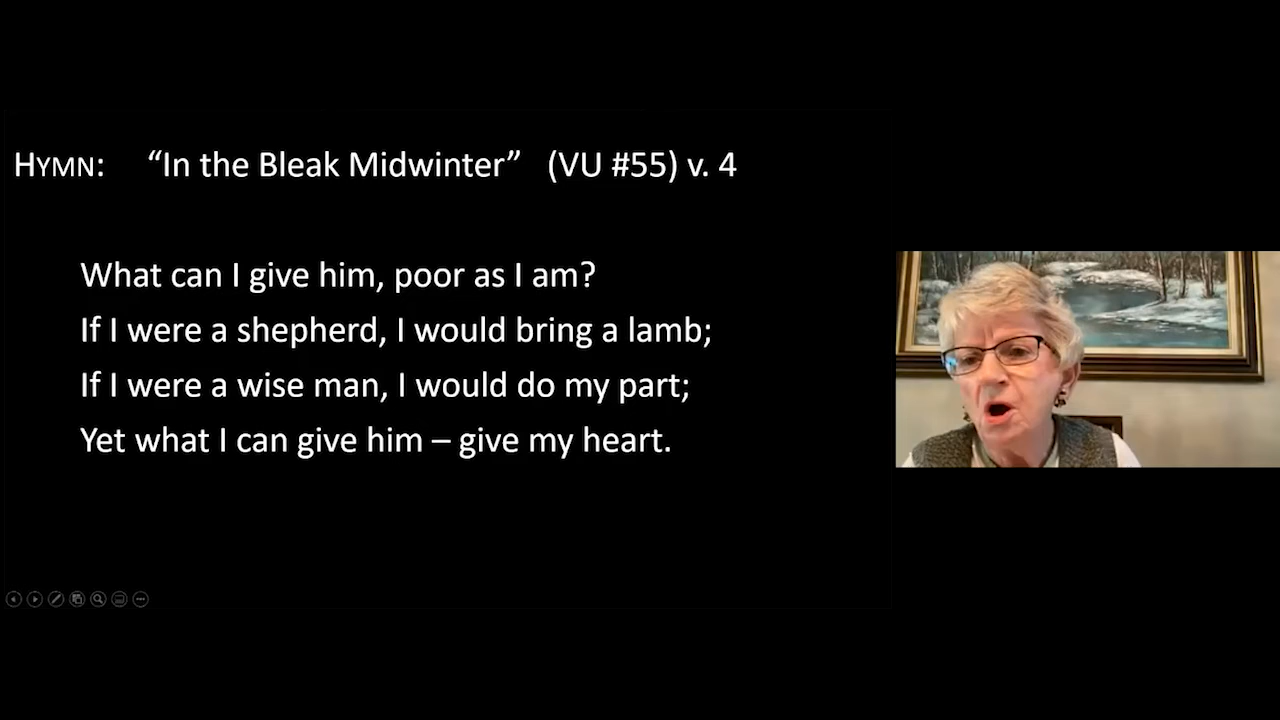 HYMN: “In the Bleak Midwinter” (VU #55) v. 4
What can I give him, poor as I am?
If I were a shepherd, I would bring a lamb;
If I were a wise man, I would do my part;
Yet what I can give him – give my heart.